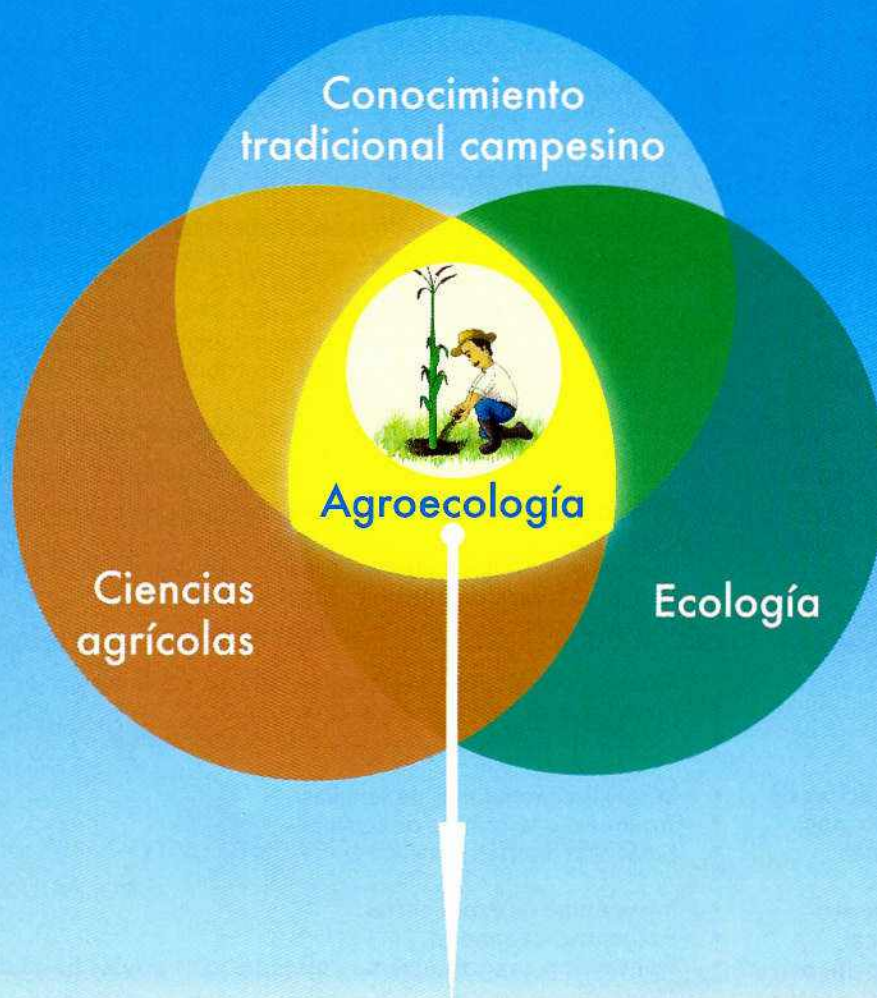 Conocimiento
tradicional campesino
Agroecología
Ciencias
agrícolas
Ecología